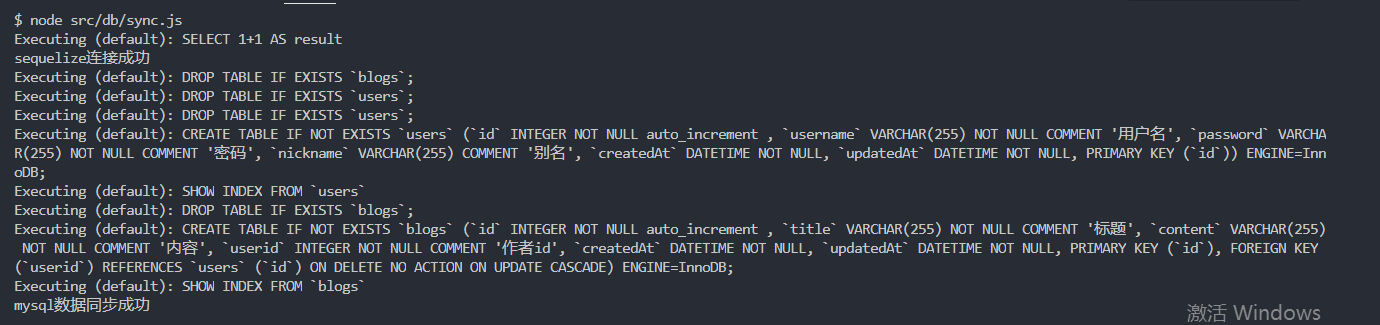 $ node src/db/sync.js
Executing (default): SELECT 1+1 AS result
sequelize连接成功
Executing (default): DROP TABLE IF EXISTS `blogs`;
Executing (default): DROP TABLE IF EXISTS `users`;
Executing (default): DROP TABLE IF EXISTS `users`;
Executing (default): CREATE TABLE IF NOT EXISTS `users` (`id` INTEGER NOT NULL auto_increment , `username` VARCHAR(255) NOT NULL COMMENT '用户名', `password` VARCHA
R(255) NOT NULL COMMENT '密码', `nickname` VARCHAR(255) COMMENT '别名', `createdAt` DATETIME NOT NULL, `updatedAt` DATETIME NOT NULL, PRIMARY KEY (`id`)) ENGINE=Inn
oDB;
Executing (default): SHOW INDEX FROM `users`
Executing (default): DROP TABLE IF EXISTS `blogs`;
Executing (default): CREATE TABLE IF NOT EXISTS `blogs` (`id` INTEGER NOT NULL auto_increment , `title` VARCHAR(255) NOT NULL COMMENT '标题', `content` VARCHAR(255)
 NOT NULL COMMENT '内容', `userid` INTEGER NOT NULL COMMENT '作者id', `createdAt` DATETIME NOT NULL, `updatedAt` DATETIME NOT NULL, PRIMARY KEY (`id`), FOREIGN KEY
(`userid`) REFERENCES `users` (`id`) ON DELETE NO ACTION ON UPDATE CASCADE) ENGINE=InnoDB;
Executing (default): SHOW INDEX FROM `blogs`
mysql数据同步成功
激活 Windows